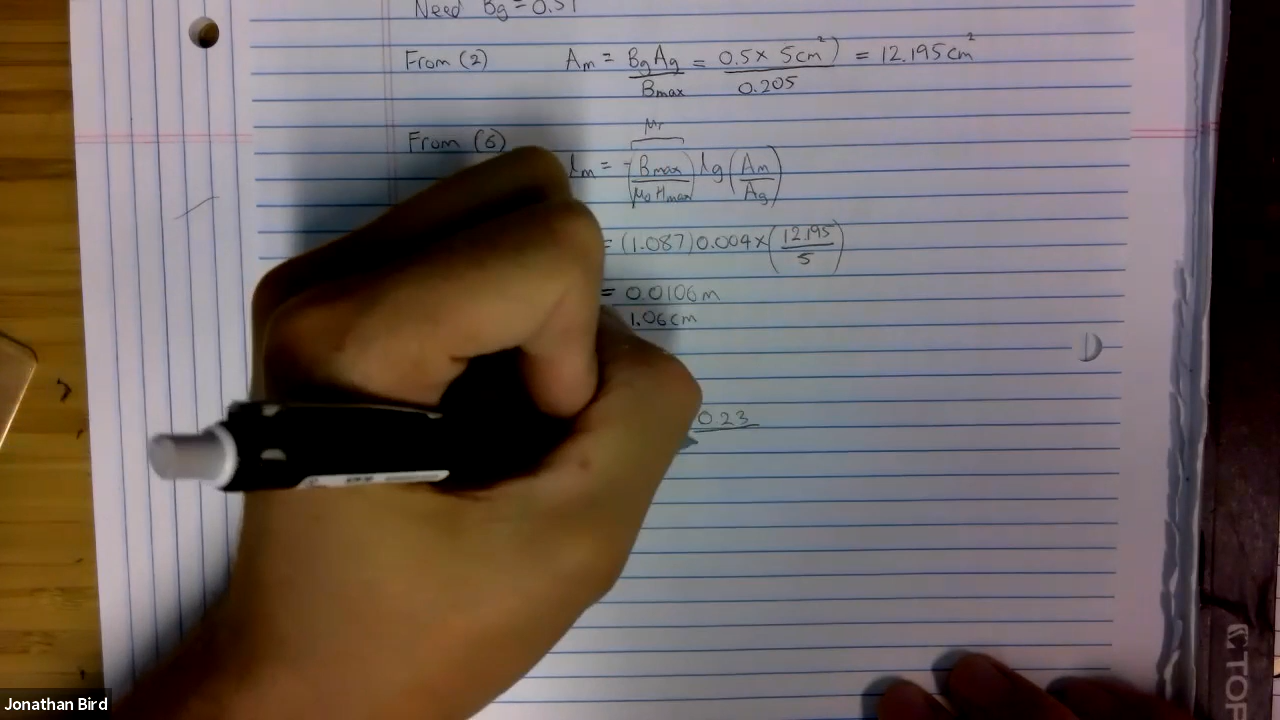 Need Bg = 0.5T
From (2) Am = BgAg / Bmax = 0.5 x 5cm²) / 0.205 = 12.195cm²
μr
From (6) lm = -(Bmax / μ0 Hmax) lg (Am / Ag)
= (1.087) 0.004 x (12.195 / 5)
= 0.0106m
1.06cm
0.23
Jonathan Bird